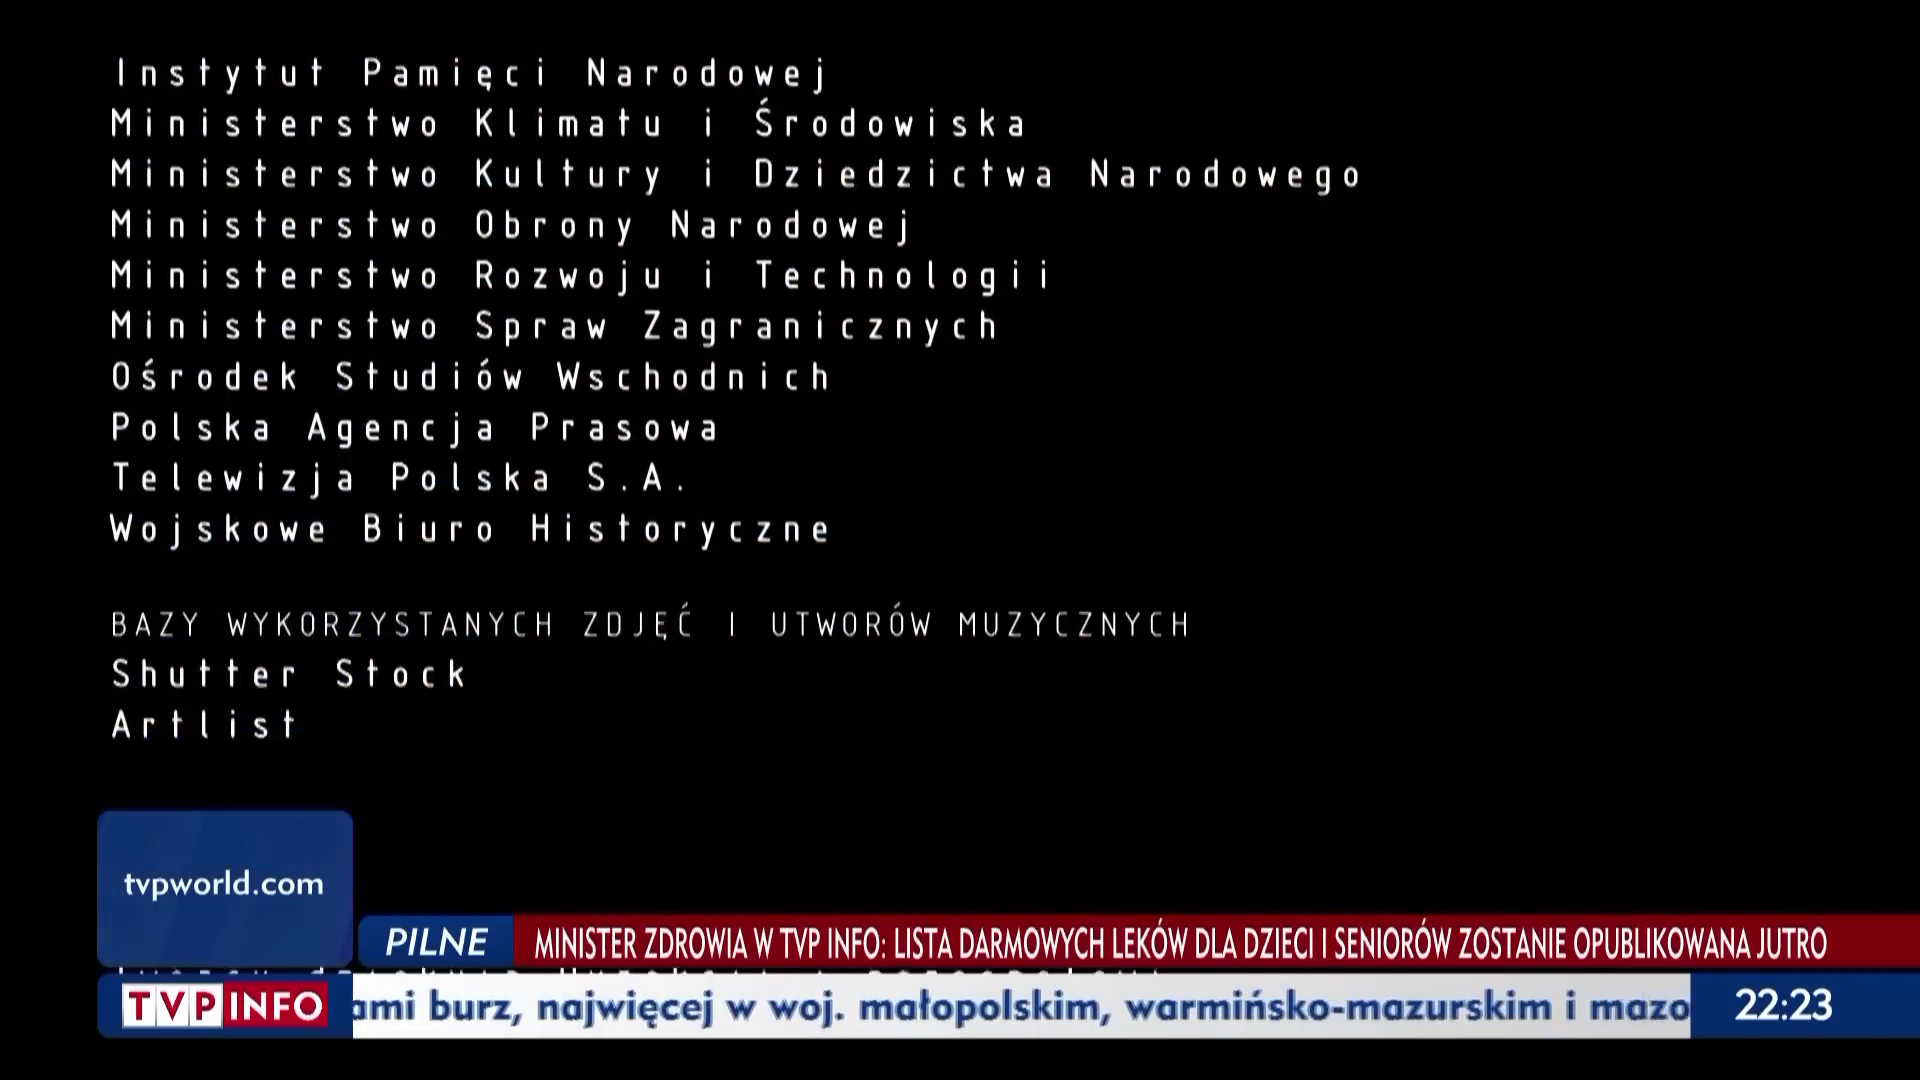 Instytut Pamięci Narodowej
Ministerstwo Klimatu i Środowiska
Ministerstwo Kultury i Dziedzictwa Narodowego
Ministerstwo Obrony Narodowej
Ministerstwo Rozwoju i Technologii
Ministerstwo Spraw Zagranicznych
Ośrodek Studiów Wschodnich
Polska Agencja Prasowa
Telewizja Polska S.A.
Wojskowe Biuro Historyczne
BAZY WYKORZYSTANYCH ZDJĘĆ I UTWORÓW MUZYCZNYCH
Shutter Stock
Artlist
tvpworld.com
PILNE MINISTER ZDROWIA W TVP INFO: LISTA DARMOWYCH LEKÓW DLA DZIECI I SENIORÓW ZOSTANIE OPUBLIKOWANA JUTRO
TVP INFO ami burz, najwięcej w woj. małopolskim, warmińsko-mazurskim i mazo 22:23